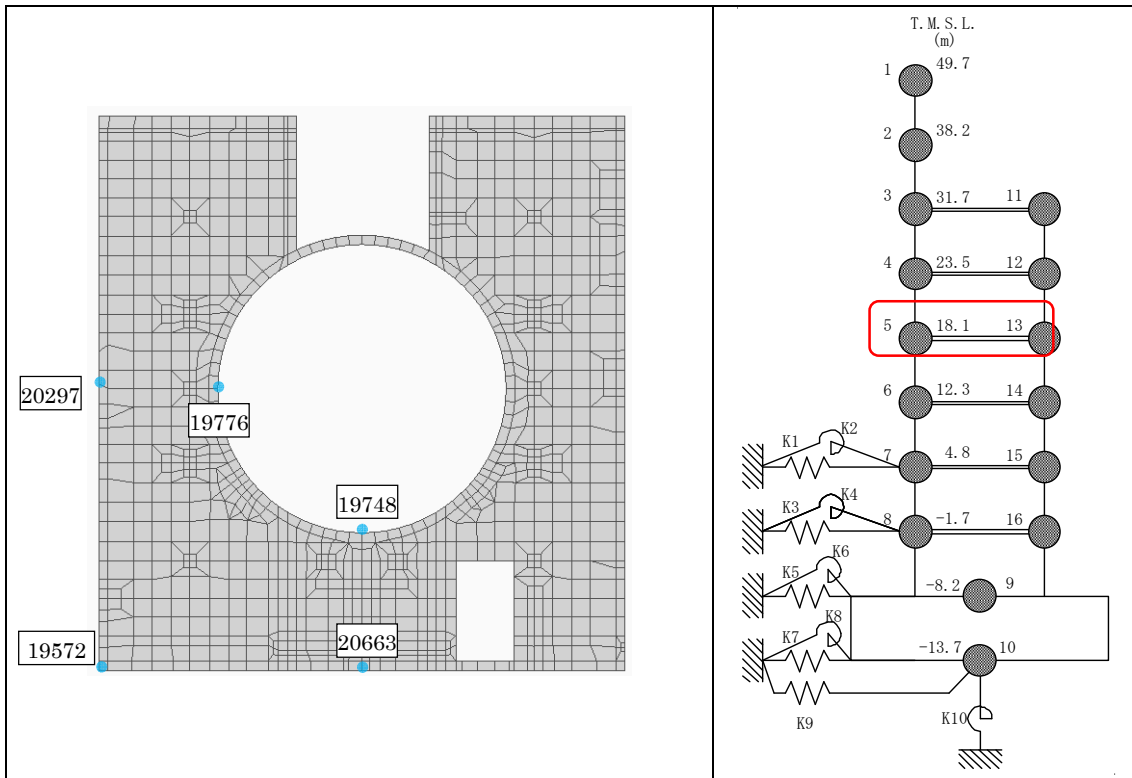 20297
19776
19748
19572
20663
T.M.S.L.
(m)
1 49.7
2 38.2
3 31.7 11
4 23.5 12
5 18.1 13
6 12.3 14
K1 K2
7 4.8 15
K3 K4
8 -1.7 16
K6
K5 -8.2 9
K8
K7 -13.7 10
K9 K10